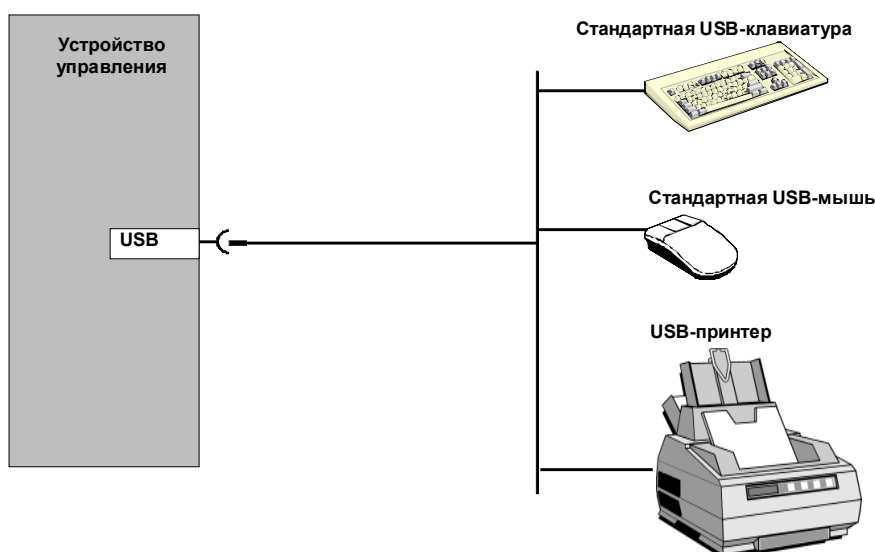 Устройство
управления
Стандартная USB-клавиатура
Стандартная USB-мышь
USB
USB-принтер